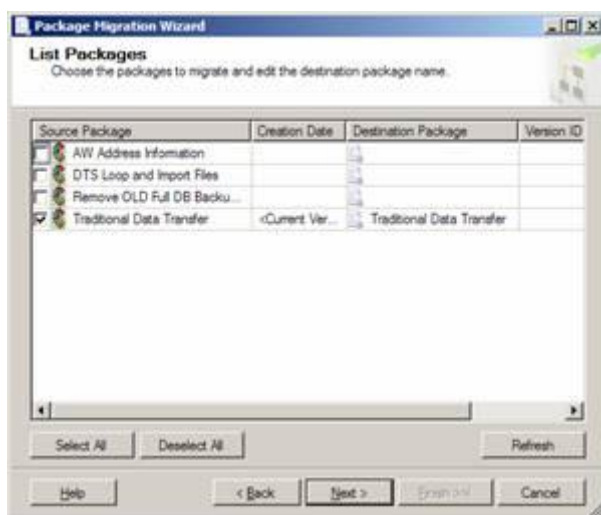 Package Migration Wizard
List Packages
Choose the packages to migrate and edit the destination package name.
Source Package Creation Date Destination Package Version ID
AW Address Information
DTS Loop and Import Files
Remove OLD Full DB Backu...
Traditional Data Transfer <Current Ver... Traditional Data Transfer
Select All Deselect All Refresh
Help < Back Next > Finish >>| Cancel